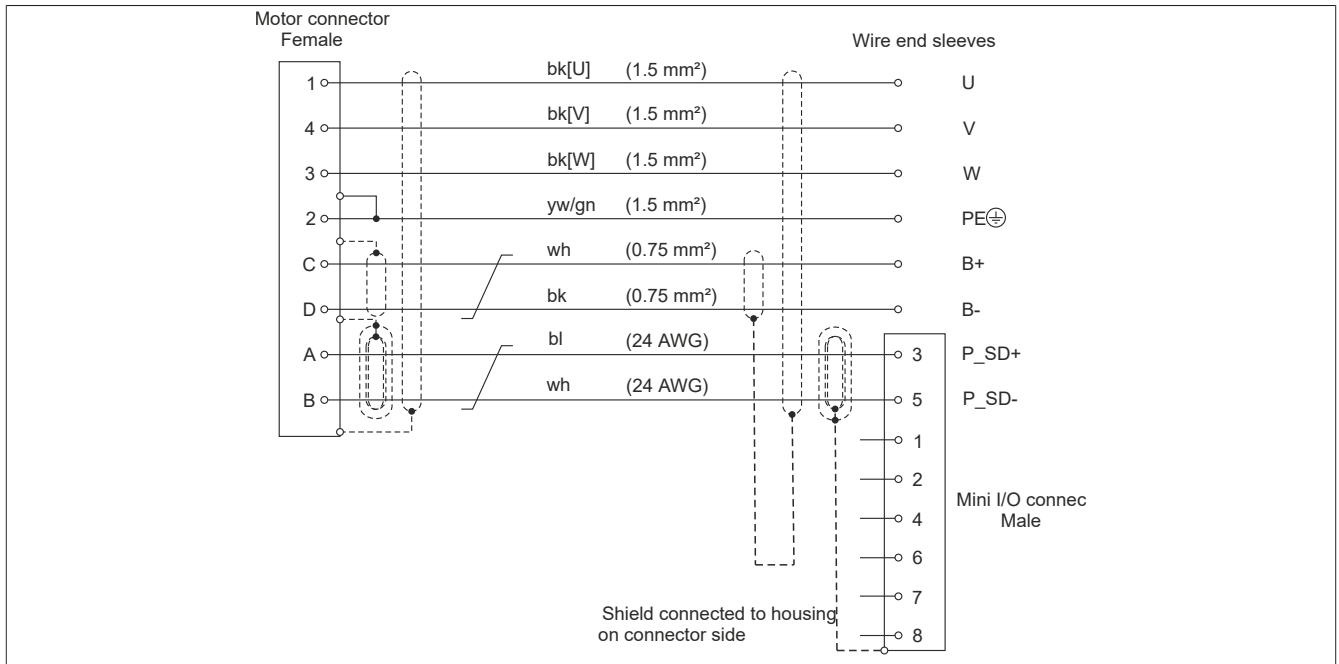 Motor connector
Female
Wire end sleeves
1 bk[U] (1.5 mm²) U
4 bk[V] (1.5 mm²) V
3 bk[W] (1.5 mm²) W
2 yw/gn (1.5 mm²) PE
C wh (0.75 mm²) B+
D bk (0.75 mm²) B-
A bl (24 AWG) 3 P_SD+
B wh (24 AWG) 5 P_SD-
1
2
Mini I/O connec
Male
4
6
7
8
Shield connected to housing
on connector side